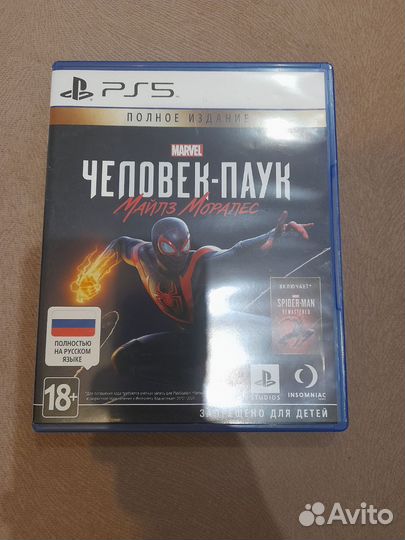 PS5
ПОЛНОЕ ИЗДАНИЕ
MARVEL
ЧЕЛОВЕК-ПАУК
МАЙЛЗ МОРАЛЕС
ВКЛЮЧАЕТ*
MARVEL
SPIDER-MAN
REMASTERED
ПОЛНОСТЬЮ
НА РУССКОМ
ЯЗЫКЕ
18+
STUDIOS
INSOMNIAC
ЗАПРЕЩЕНО ДЛЯ ДЕТЕЙ
Avito